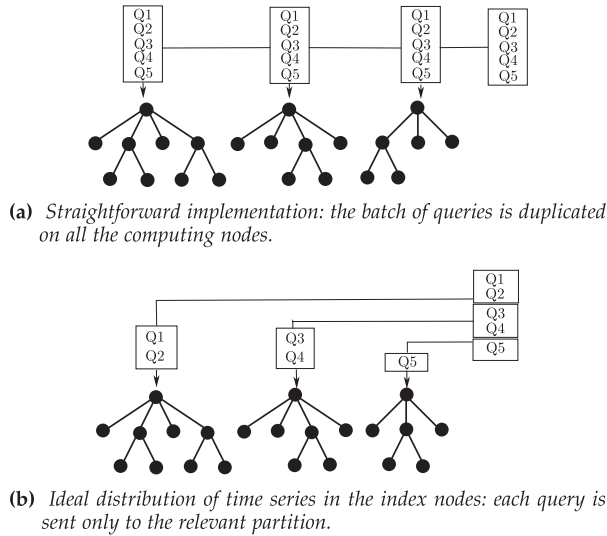 Q1
Q2
Q3
Q4
Q5
Q1
Q2
Q3
Q4
Q5
Q1
Q2
Q3
Q4
Q5
Q1
Q2
Q3
Q4
Q5
(a) Straightforward implementation: the batch of queries is duplicated
on all the computing nodes.
Q1
Q2
Q3
Q4
Q5
Q1
Q2
Q3
Q4
Q5
(b) Ideal distribution of time series in the index nodes: each query is
sent only to the relevant partition.